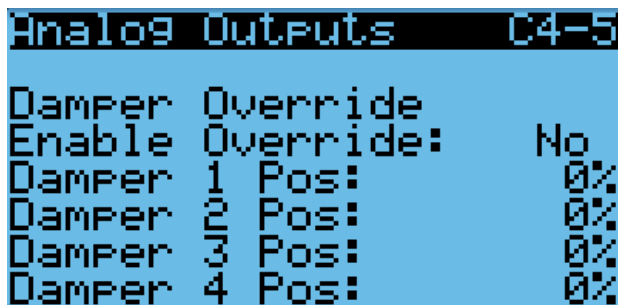 Analog Outputs C4-5
Damper Override
Enable Override: No
Damper 1 Pos: 0%
Damper 2 Pos: 0%
Damper 3 Pos: 0%
Damper 4 Pos: 0%